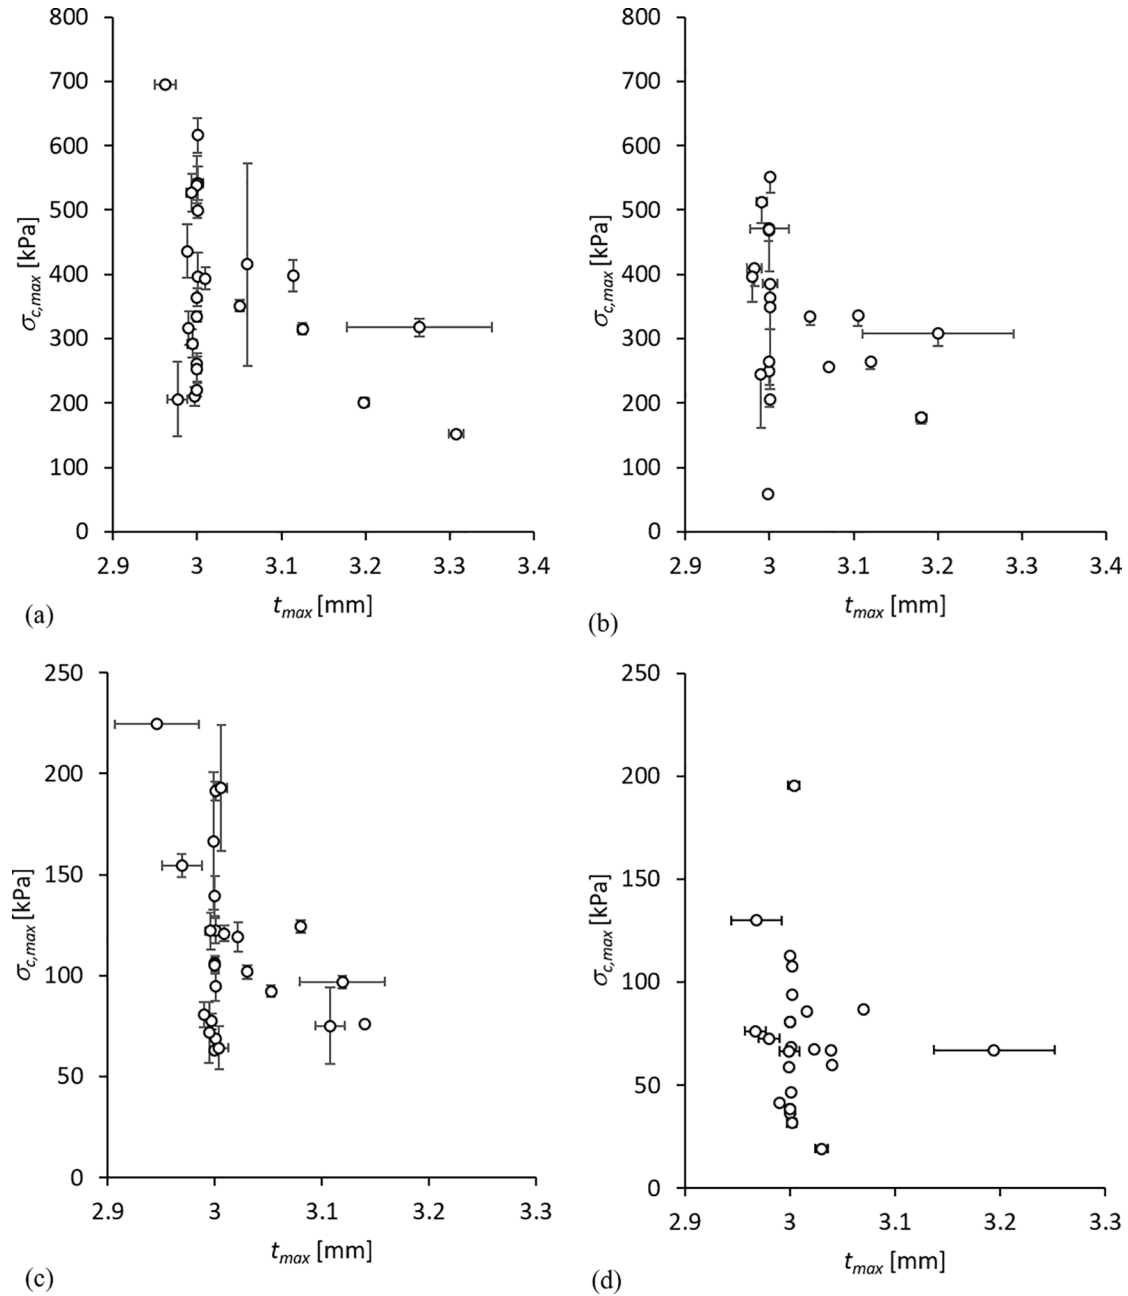 800
700
600
500
400
300
200
100
0
σc,max [kPa]
2.9 3 3.1 3.2 3.3 3.4
tmax [mm]
(a)
800
700
600
500
400
300
200
100
0
σc,max [kPa]
2.9 3 3.1 3.2 3.3 3.4
tmax [mm]
(b)
250
200
150
100
50
0
σc,max [kPa]
2.9 3 3.1 3.2 3.3
tmax [mm]
(c)
250
200
150
100
50
0
σc,max [kPa]
2.9 3 3.1 3.2 3.3
tmax [mm]
(d)